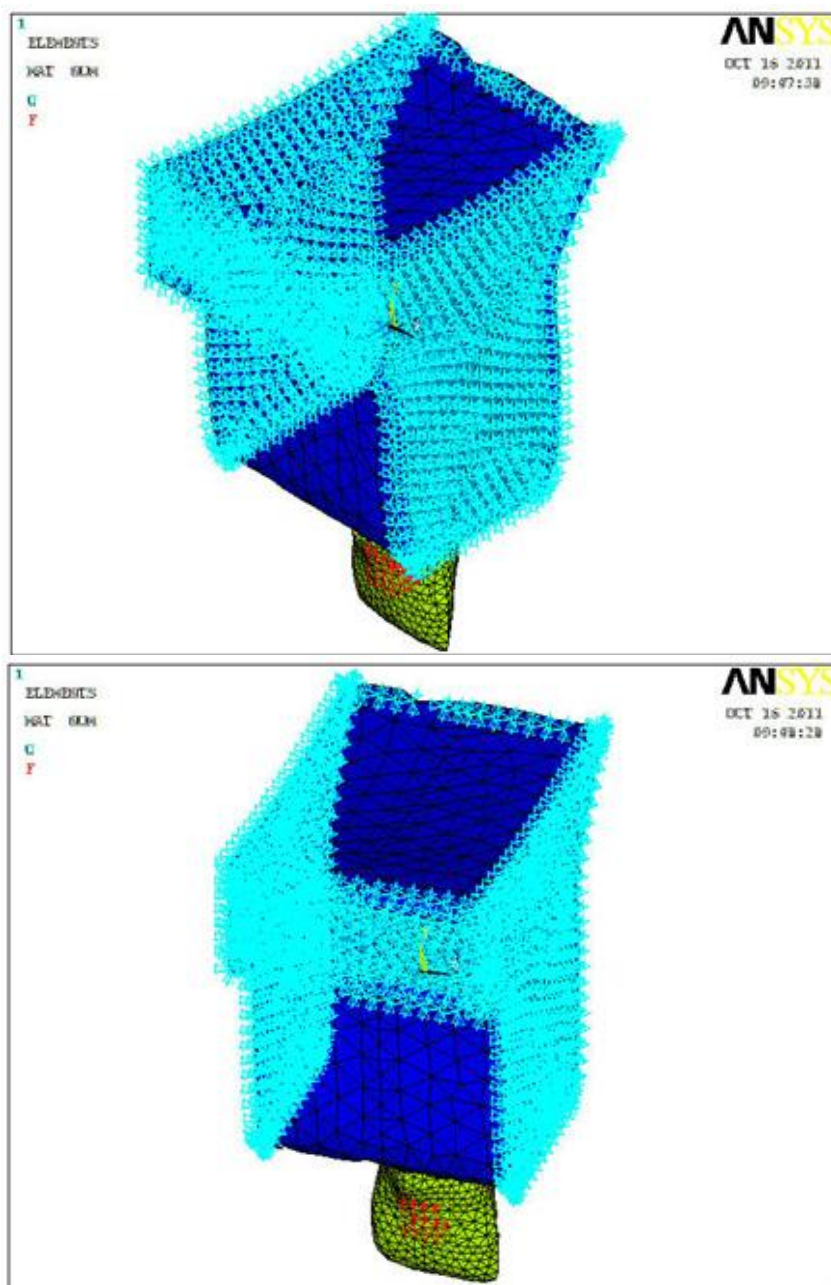 1
ELEMENTS
MAT NUM
U
F
ANSYS
OCT 16 2011
1
ELEMENTS
MAT NUM
U
F
ANSYS
OCT 16 2011